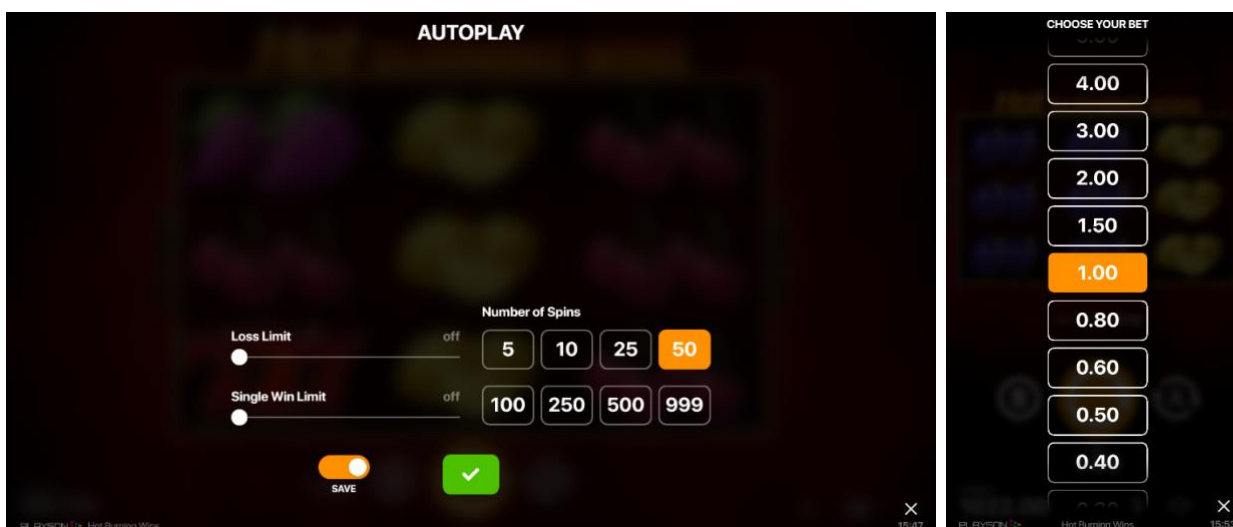 AUTOPLAY
Number of Spins
Loss Limit off
5 10 25 50
Single Win Limit off
100 250 500 999
SAVE
PLAYSON Hot Burning Wins
15:47
CHOOSE YOUR BET
4.00
3.00
2.00
1.50
1.00
0.80
0.60
0.50
0.40
PLAYSON Hot Burning Wins